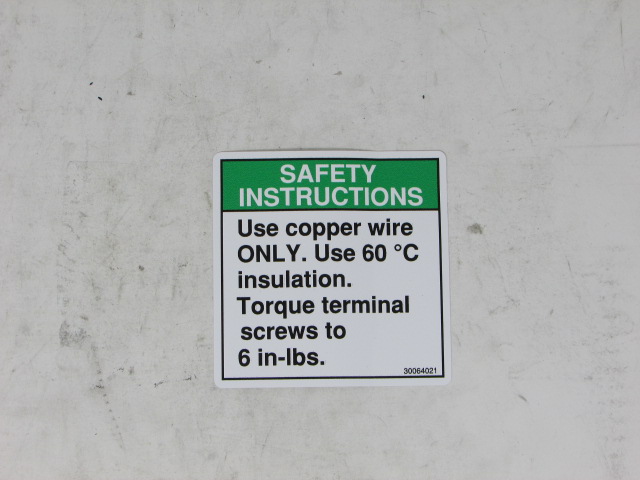 SAFETY
INSTRUCTIONS
Use copper wire
ONLY. Use 60 °C
insulation.
Torque terminal
screws to
6 in-lbs.
30064021